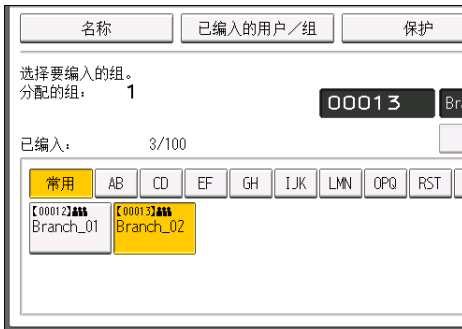 名称 已编入的用户／组 保护
选择要编入的组。
分配的组： 1
00013 Br
已编入： 3/100
常用 AB CD EF GH IJK LMN OPQ RST
【00012】 【00013】
Branch_01 Branch_02